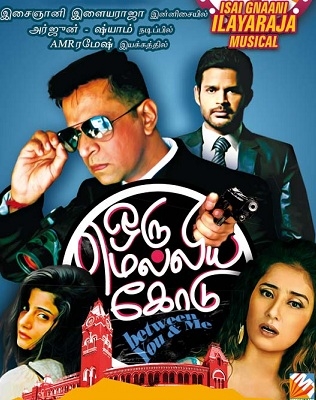 ISAI GNAANI
ILAYARAJA
MUSICAL
இசைஞானி இளையராஜா இன்னிசையில்
அர்ஜுன் - ஷ்யாம் நடிப்பில்
AMRரமேஷ் இயக்கத்தில்
ஒரு
மெல்லிய
கோடு
between
You & Me